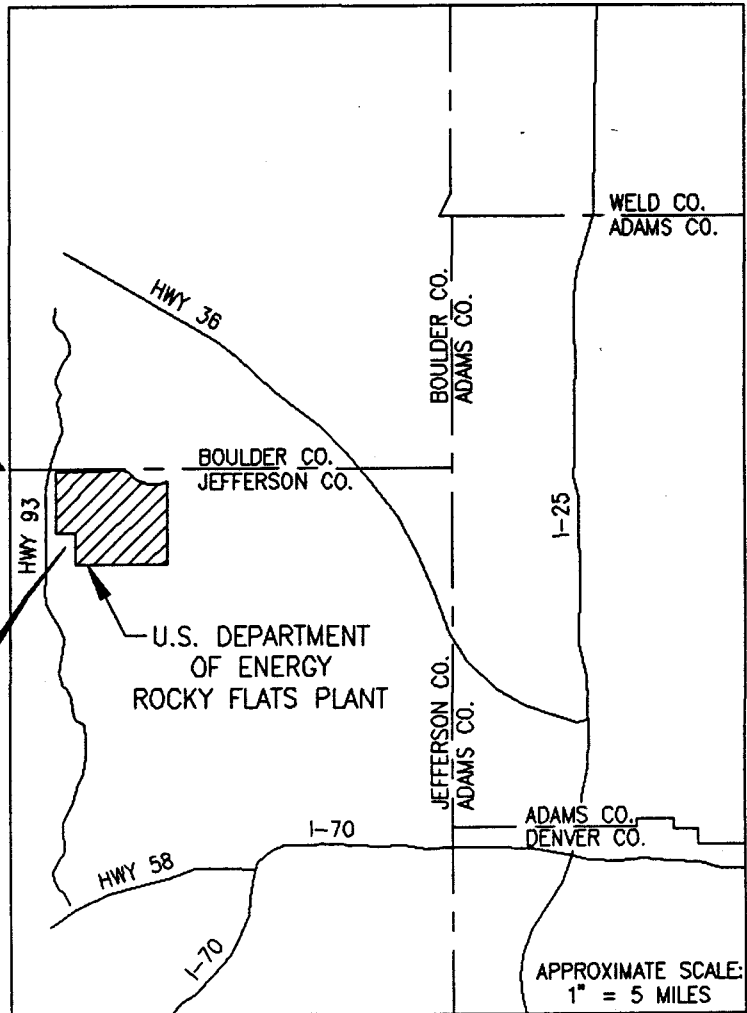 WELD CO.
ADAMS CO.
HWY 36
BOULDER CO.
ADAMS CO.
BOULDER CO.
JEFFERSON CO.
HWY 93
I-25
U.S. DEPARTMENT
OF ENERGY
ROCKY FLATS PLANT
JEFFERSON CO.
ADAMS CO.
ADAMS CO.
DENVER CO.
I-70
HWY 58
I-70
APPROXIMATE SCALE:
1" = 5 MILES